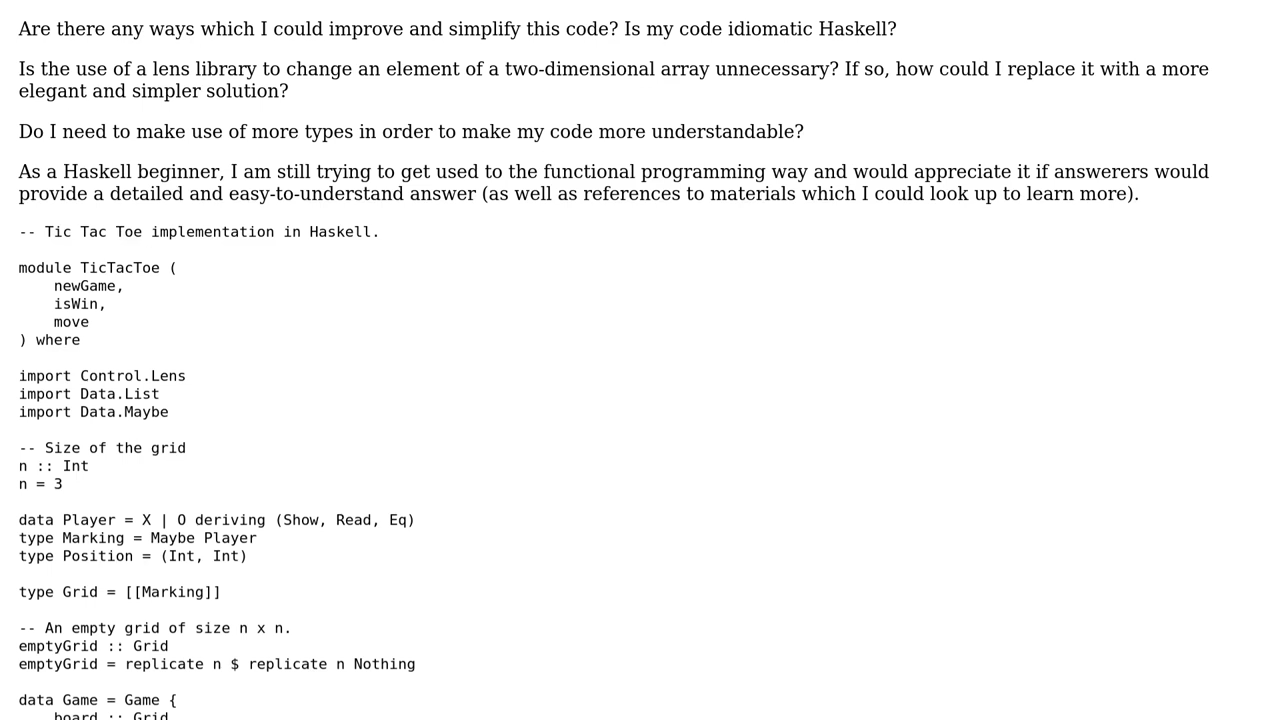 Are there any ways which I could improve and simplify this code? Is my code idiomatic Haskell?
Is the use of a lens library to change an element of a two-dimensional array unnecessary? If so, how could I replace it with a more
elegant and simpler solution?
Do I need to make use of more types in order to make my code more understandable?
As a Haskell beginner, I am still trying to get used to the functional programming way and would appreciate it if answerers would
provide a detailed and easy-to-understand answer (as well as references to materials which I could look up to learn more).
-- Tic Tac Toe implementation in Haskell.
module TicTacToe (
    newGame,
    isWin,
    move
) where
import Control.Lens
import Data.List
import Data.Maybe
-- Size of the grid
n :: Int
n = 3
data Player = X | O deriving (Show, Read, Eq)
type Marking = Maybe Player
type Position = (Int, Int)
type Grid = [[Marking]]
-- An empty grid of size n x n.
emptyGrid :: Grid
emptyGrid = replicate n $ replicate n Nothing
data Game = Game {
    board :: Grid